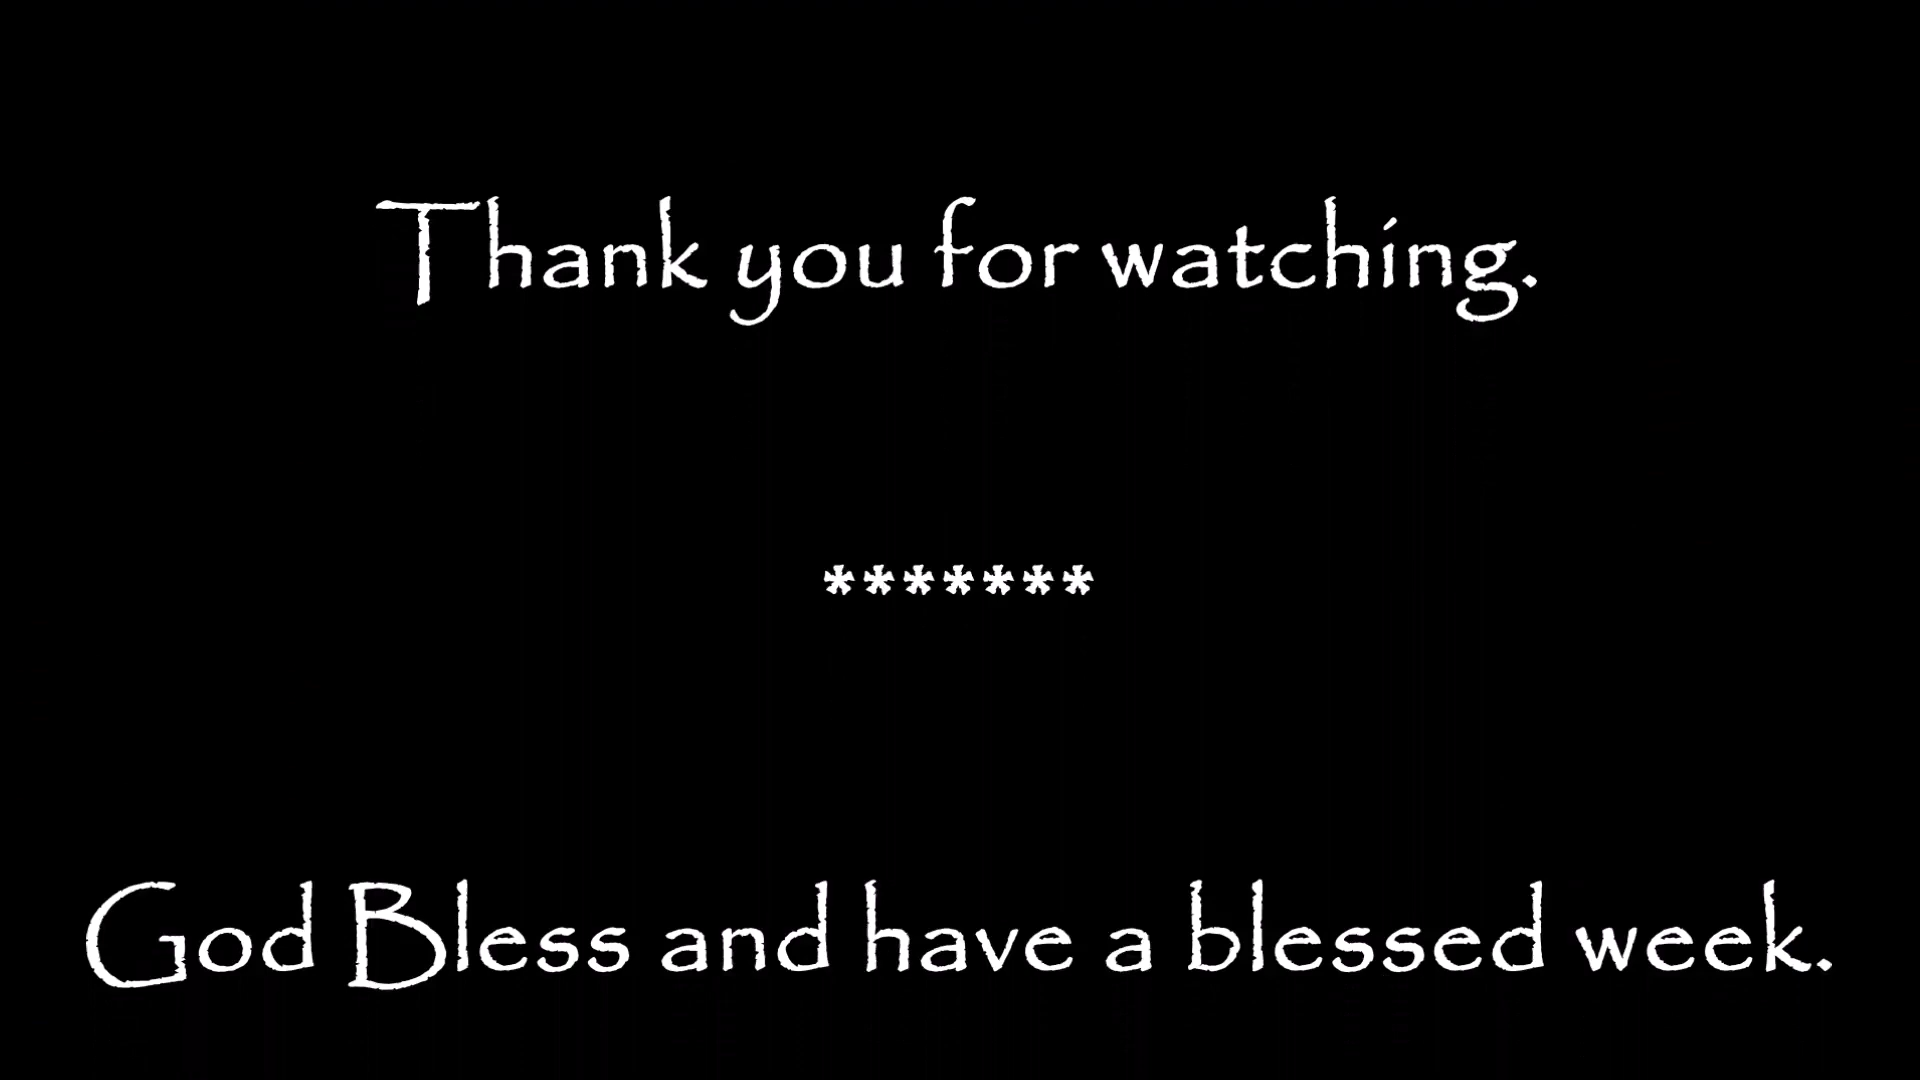 Thank you for watching.
*******
God Bless and have a blessed week.